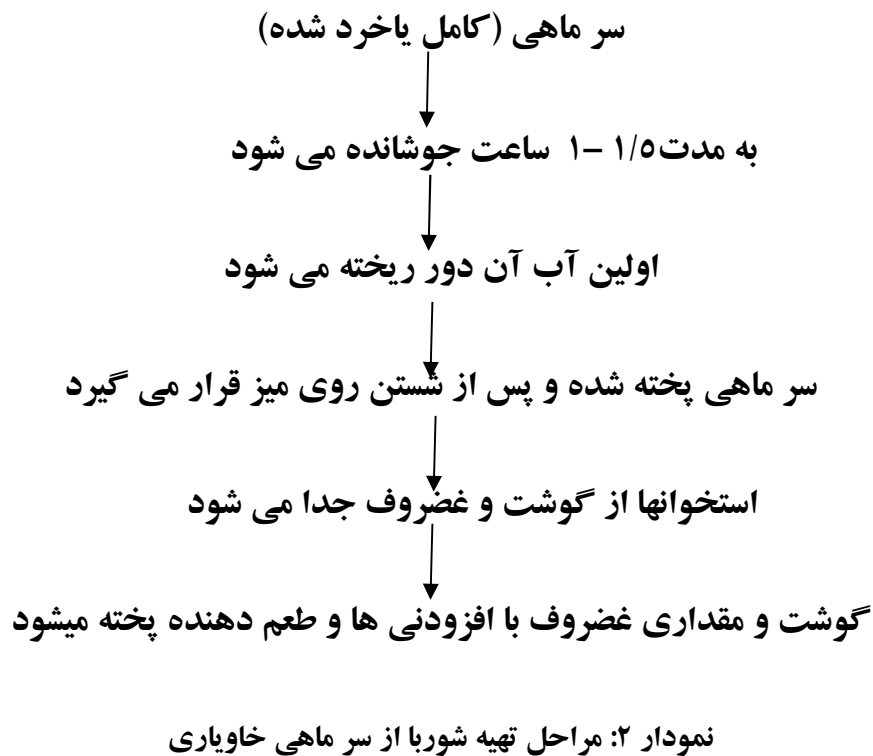 سر ماهی (کامل یاخرد شده)
به مدت۱/۵ –۱ ساعت جوشانده می شود
اولین آب آن دور ریخته می شود
سر ماهی پخته شده و پس از شستن روی میز قرار می گیرد
استخوانها از گوشت و غضروف جدا می شود
گوشت و مقداری غضروف با افزودنی ها و طعم دهنده پخته میشود
نمودار ۲: مراحل تهیه شوربا از سر ماهی خاویاری